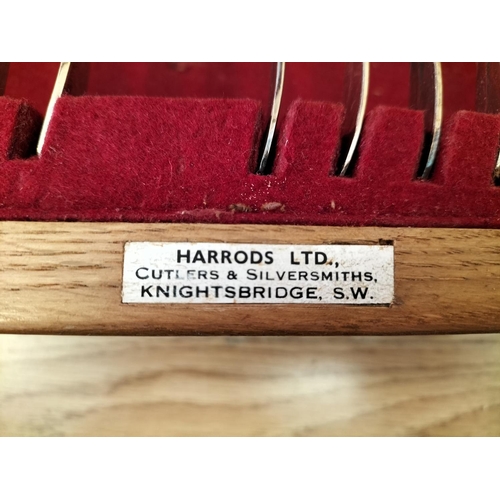 HARRODS LTD.,
CUTLERS & SILVERSMITHS,
KNIGHTSBRIDGE, S.W.